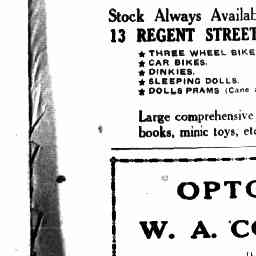 Stock Always Availab
13 REGENT STREET
★ THREE WHEEL BIKE
★ CAR BIKES.
★ DINKIES.
★ SLEEPING DOLLS.
★ DOLLS PRAMS (Cane
Large comprehensive
books, minic toys, etc
OPTO
W. A. CO